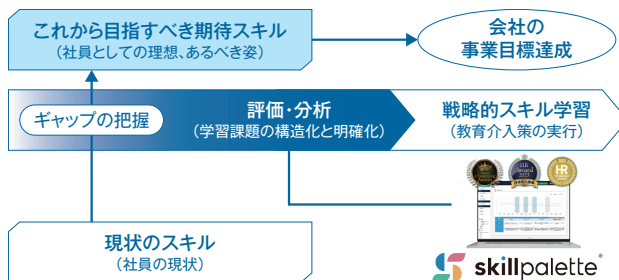 これから目指すべき期待スキル
(社員としての理想、あるべき姿)
会社の
事業目標達成
ギャップの把握
評価・分析
(学習課題の構造化と明確化)
戦略的スキル学習
(教育介入策の実行)
現状のスキル
(社員の現状)
HR
Award
2023
HR
skillpalette®